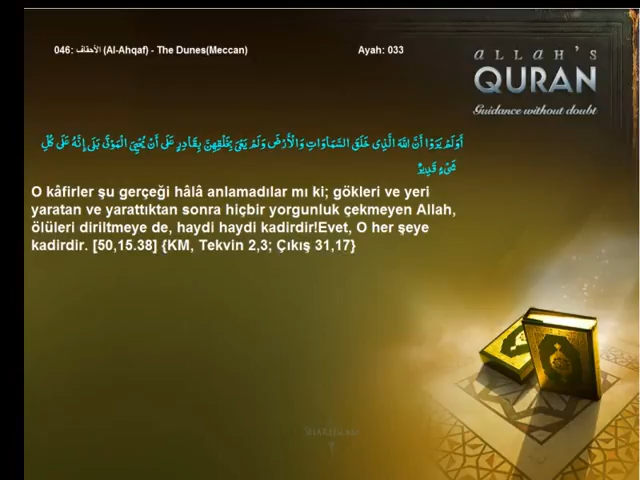 046: الأحقاف (Al-Ahqaf) - The Dunes(Meccan) Ayah: 033
ALLAH'S
QURAN
Guidance without doubt
أَوَلَمْ يَرَوْا أَنَّ اللَّهَ الَّذِي خَلَقَ السَّمَاوَاتِ وَالْأَرْضَ وَلَمْ يَعْيَ بِخَلْقِهِنَّ بِقَادِرٍ عَلَى أَنْ يُحْيِيَ الْمَوْتَى بَلَى إِنَّهُ عَلَى كُلِّ
شَيْءٍ قَدِيرٌ
O kâfirler şu gerçeği hâlâ anlamadılar mı ki; gökleri ve yeri
yaratan ve yarattıktan sonra hiçbir yorgunluk çekmeyen Allah,
ölüleri diriltmeye de, haydi haydi kadirdir!Evet, O her şeye
kadirdir. [50,15.38] {KM, Tekvin 2,3; Çıkış 31,17}